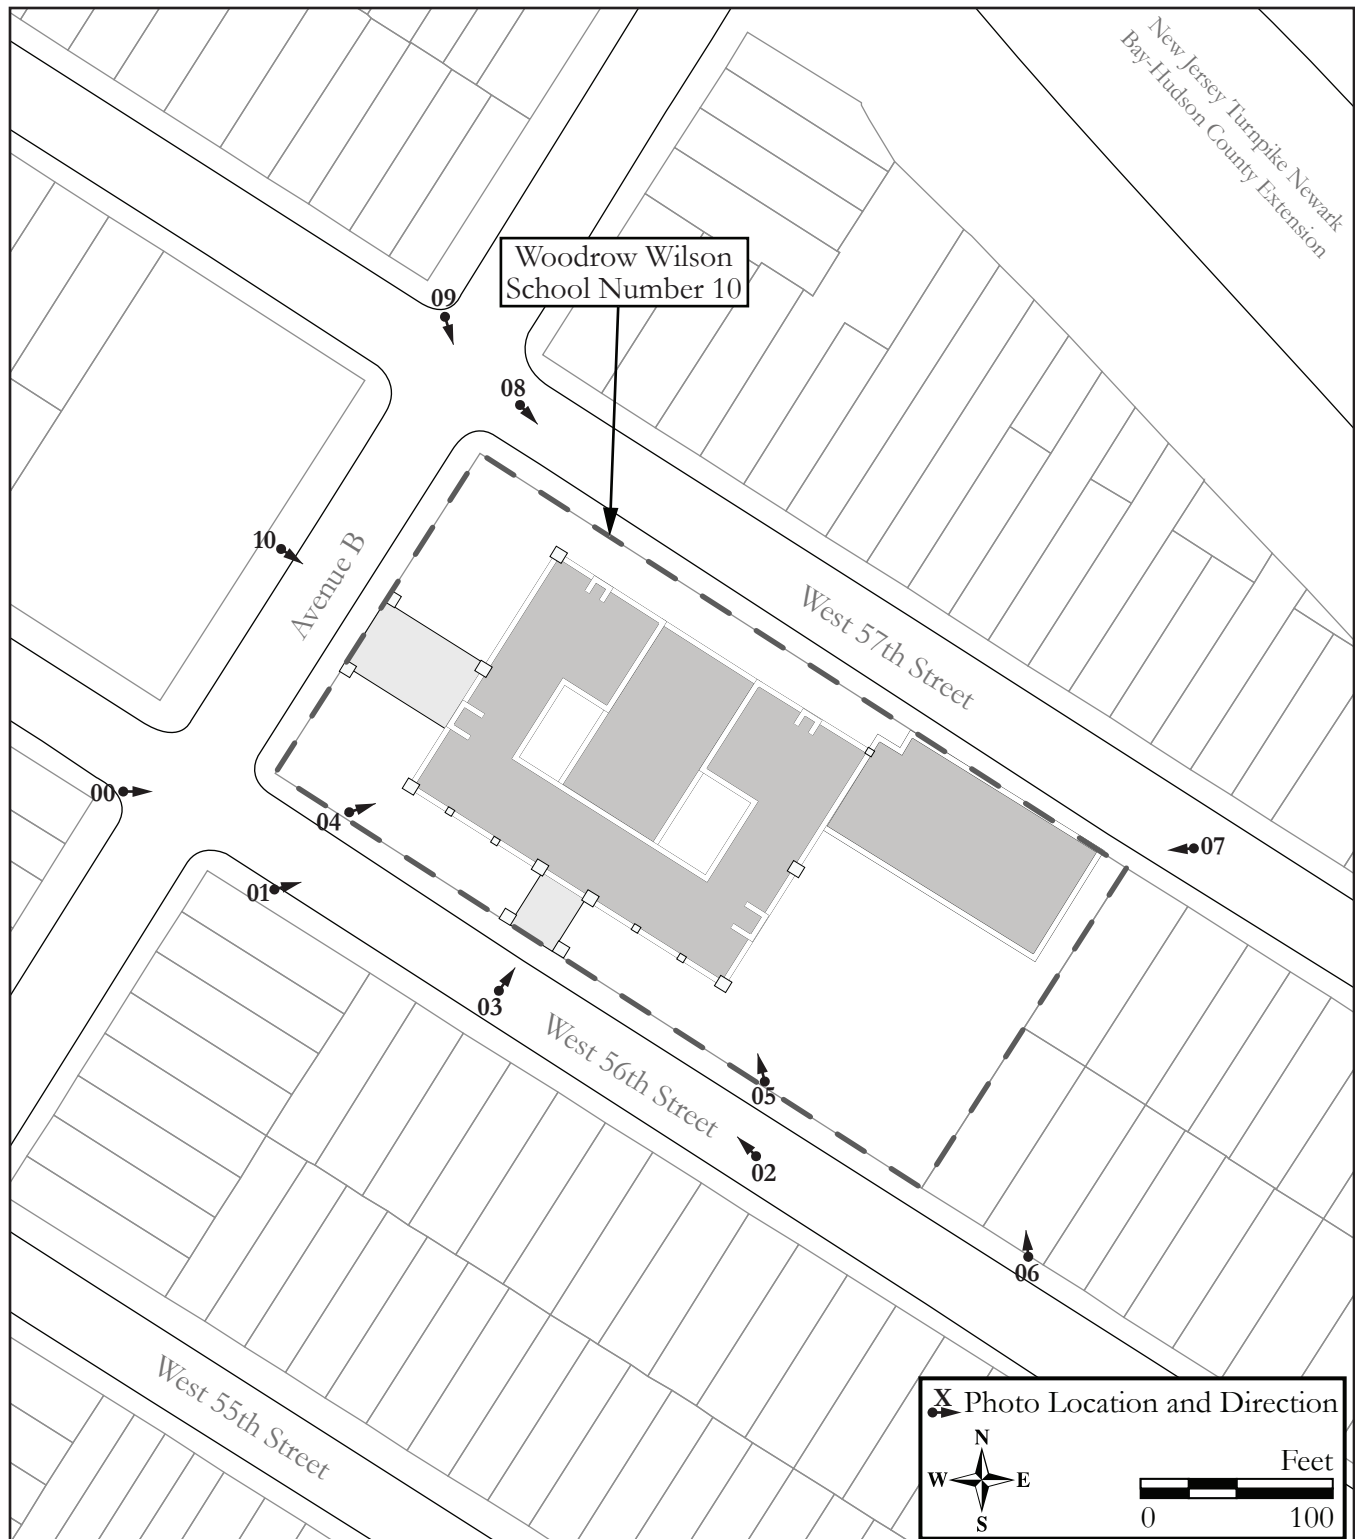 New Jersey Turnpike Newark
Bay-Hudson County Extension
Woodrow Wilson
School Number 10
09
08
10
Avenue B
West 57th Street
00
04
07
01
03
West 56th Street
05
02
06
West 55th Street
X Photo Location and Direction
N
W E
S
Feet
0 100